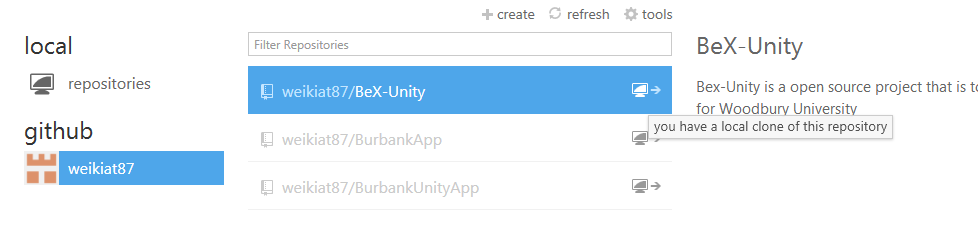 create refresh tools
local
repositories
github
weikiat87
Filter Repositories
weikiat87/BeX-Unity
weikiat87/BurbankApp
weikiat87/BurbankUnityApp
BeX-Unity
Bex-Unity is a open source project that is to
for Woodbury University
you have a local clone of this repository